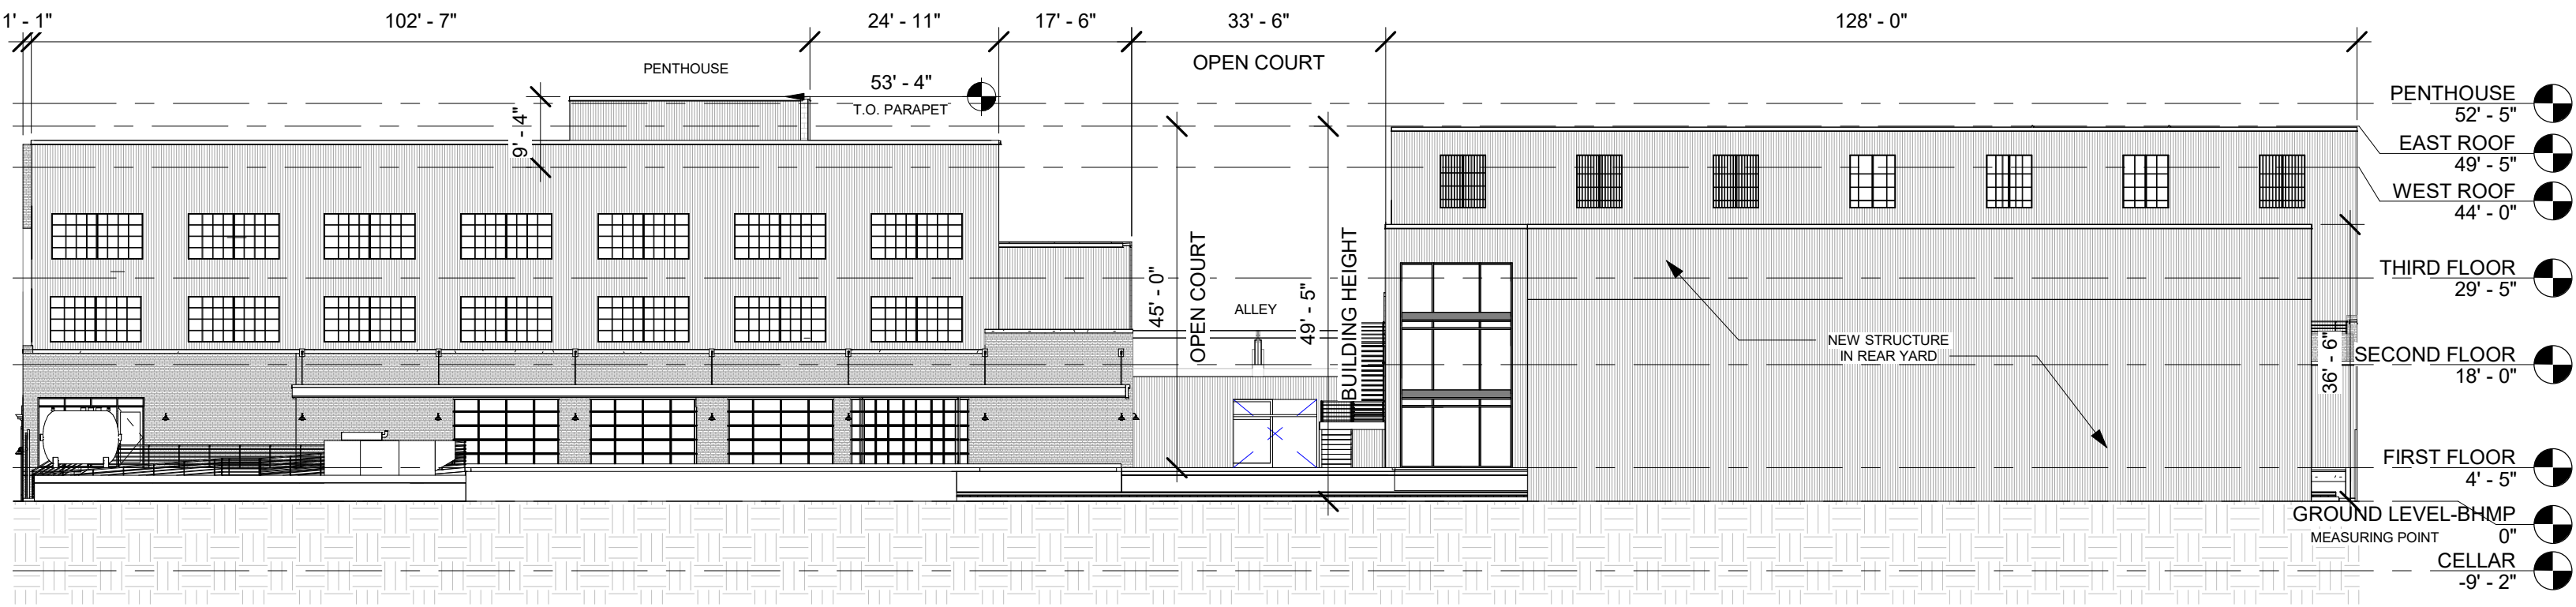 1' - 1"
102' - 7"
24' - 11"
17' - 6"
33' - 6"
128' - 0"
OPEN COURT
PENTHOUSE
53' - 4"
T.O. PARAPET
9' - 4"
PENTHOUSE
52' - 5"
EAST ROOF
49' - 5"
WEST ROOF
44' - 0"
THIRD FLOOR
29' - 5"
45' - 0"
OPEN COURT
ALLEY
49' - 5"
BUILDING HEIGHT
NEW STRUCTURE
IN REAR YARD
36' - 6"
SECOND FLOOR
18' - 0"
FIRST FLOOR
4' - 5"
GROUND LEVEL-BHMP
MEASURING POINT
0"
CELLAR
-9' - 2"